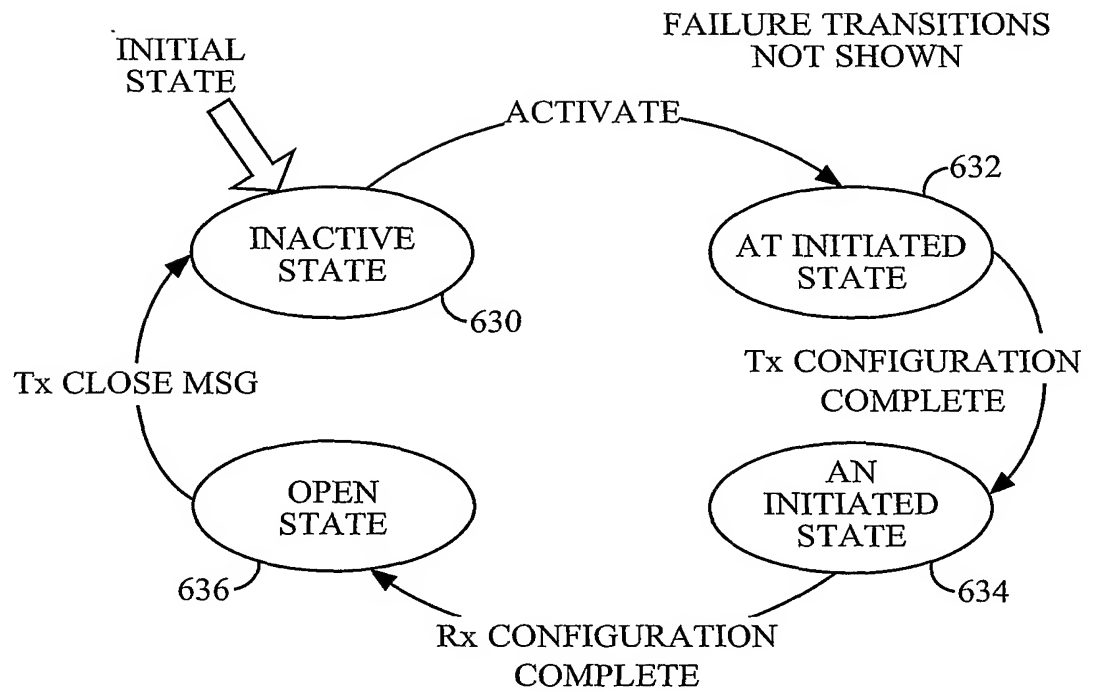 INITIAL
STATE
FAILURE TRANSITIONS
NOT SHOWN
ACTIVATE
632
INACTIVE
STATE
AT INITIATED
STATE
630
Tx CLOSE MSG
Tx CONFIGURATION
COMPLETE
OPEN
STATE
AN
INITIATED
STATE
636
634
Rx CONFIGURATION
COMPLETE